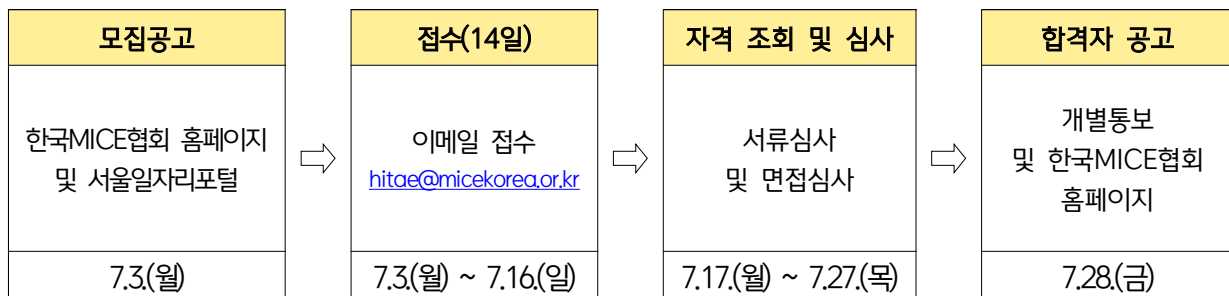 모집공고
한국MICE협회 홈페이지
및 서울일자리포털
7.3.(월)
접수(14일)
이메일 접수
hitae@micekorea.or.kr
7.3.(월) ~ 7.16.(일)
자격 조회 및 심사
서류심사
및 면접심사
7.17.(월) ~ 7.27.(목)
합격자 공고
개별통보
및 한국MICE협회
홈페이지
7.28.(금)